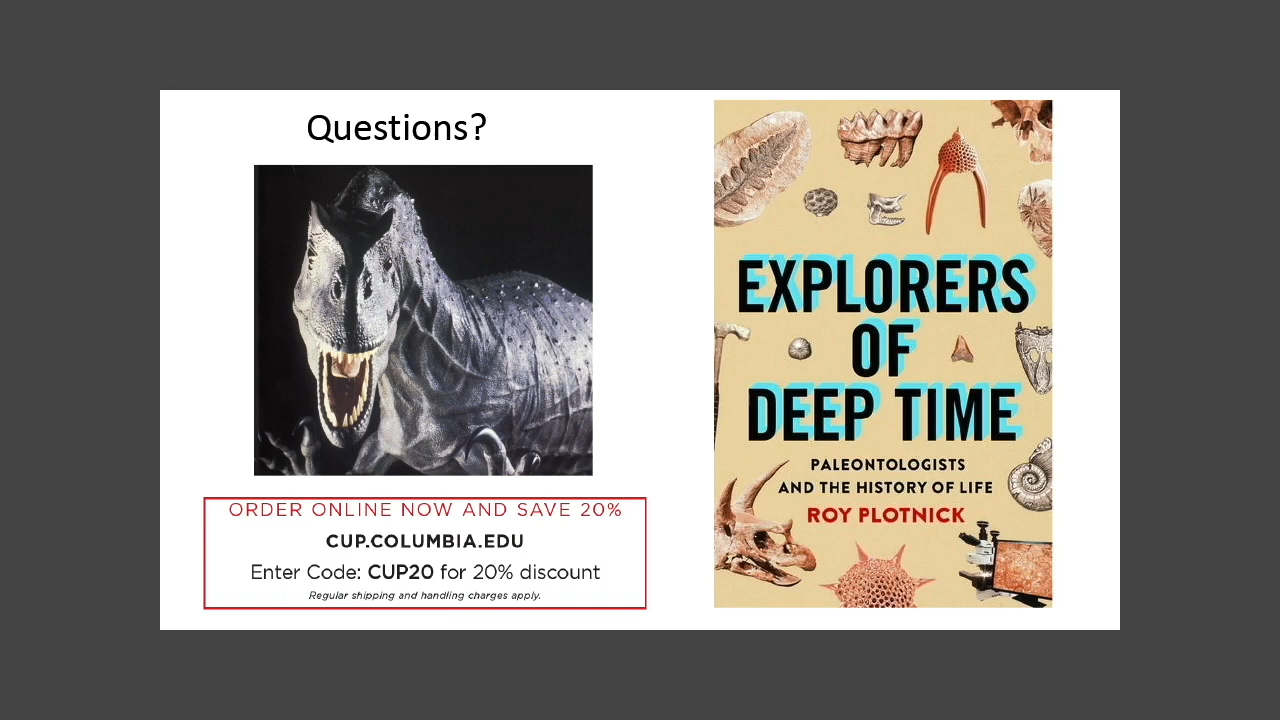 Questions?
ORDER ONLINE NOW AND SAVE 20%
CUP.COLUMBIA.EDU
Enter Code: CUP20 for 20% discount
Regular shipping and handling charges apply.
EXPLORERS
OF
DEEP TIME
PALEONTOLOGISTS
AND THE HISTORY OF LIFE
ROY PLOTNICK